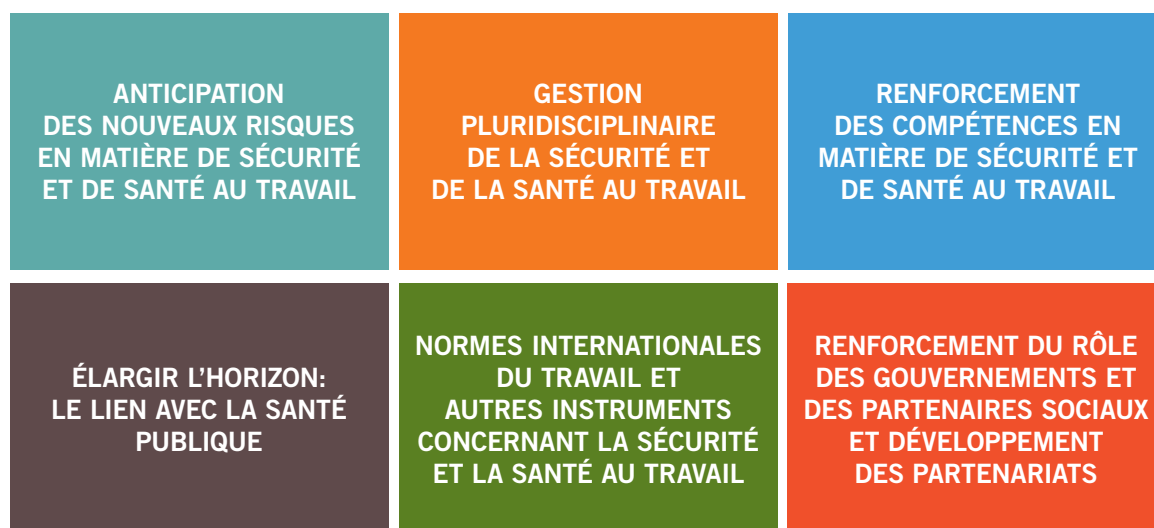 ANTICIPATION
DES NOUVEAUX RISQUES
EN MATIÈRE DE SÉCURITÉ
ET DE SANTÉ AU TRAVAIL
GESTION
PLURIDISCIPLINAIRE
DE LA SÉCURITÉ ET
DE LA SANTÉ AU TRAVAIL
RENFORCEMENT
DES COMPÉTENCES EN
MATIÈRE DE SÉCURITÉ ET
DE SANTÉ AU TRAVAIL
ÉLARGIR L’HORIZON:
LE LIEN AVEC LA SANTÉ
PUBLIQUE
NORMES INTERNATIONALES
DU TRAVAIL ET
AUTRES INSTRUMENTS
CONCERNANT LA SÉCURITÉ
ET LA SANTÉ AU TRAVAIL
RENFORCEMENT DU RÔLE
DES GOUVERNEMENTS ET
DES PARTENAIRES SOCIAUX
ET DÉVELOPPEMENT
DES PARTENARIATS